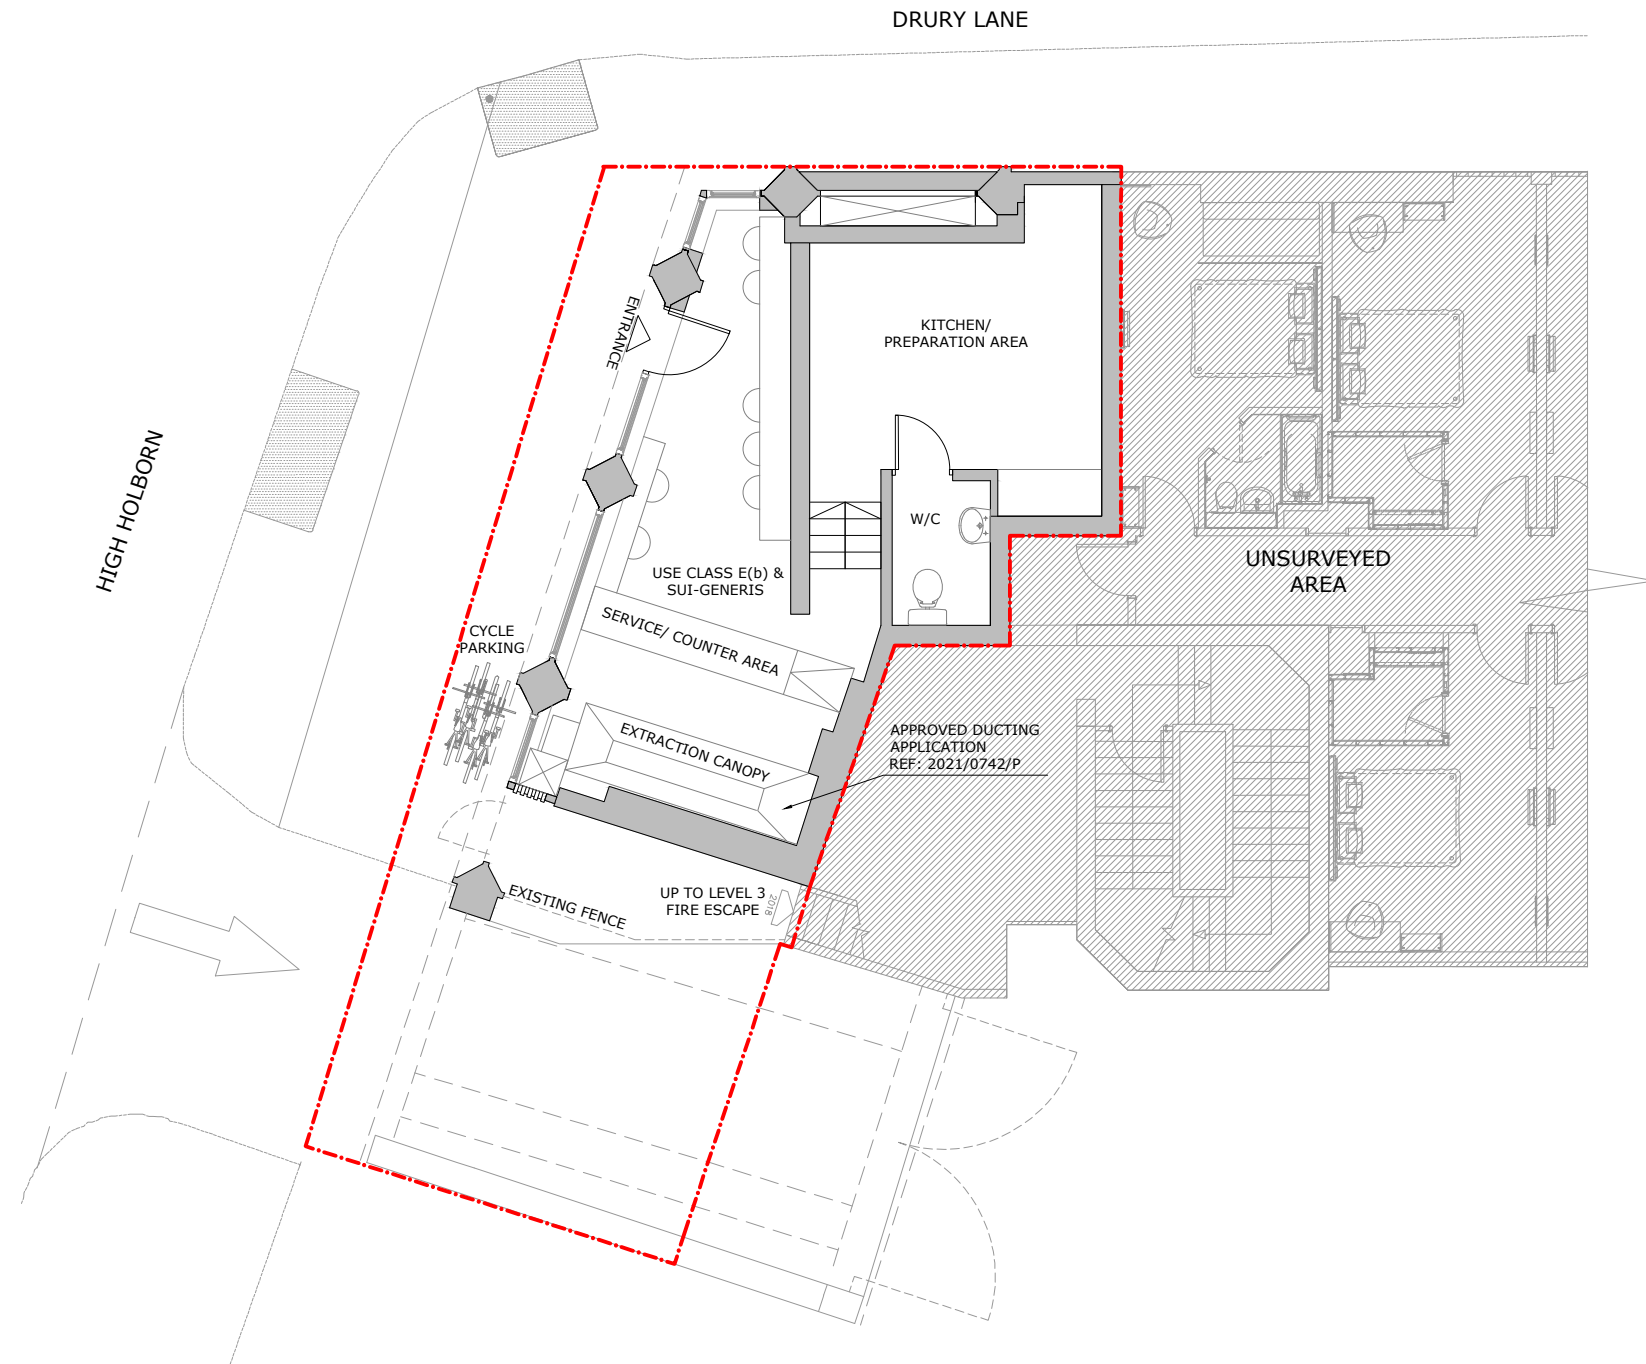 DRURY LANE
ENTRANCE
KITCHEN/
PREPARATION AREA
HIGH HOLBORN
W/C
USE CLASS E(b) &
SUI-GENERIS
UNSURVEYED
AREA
SERVICE/ COUNTER AREA
CYCLE
PARKING
EXTRACTION CANOPY
APPROVED DUCTING
APPLICATION
REF: 2021/0742/P
EXISTING FENCE
UP TO LEVEL 3
FIRE ESCAPE
2018